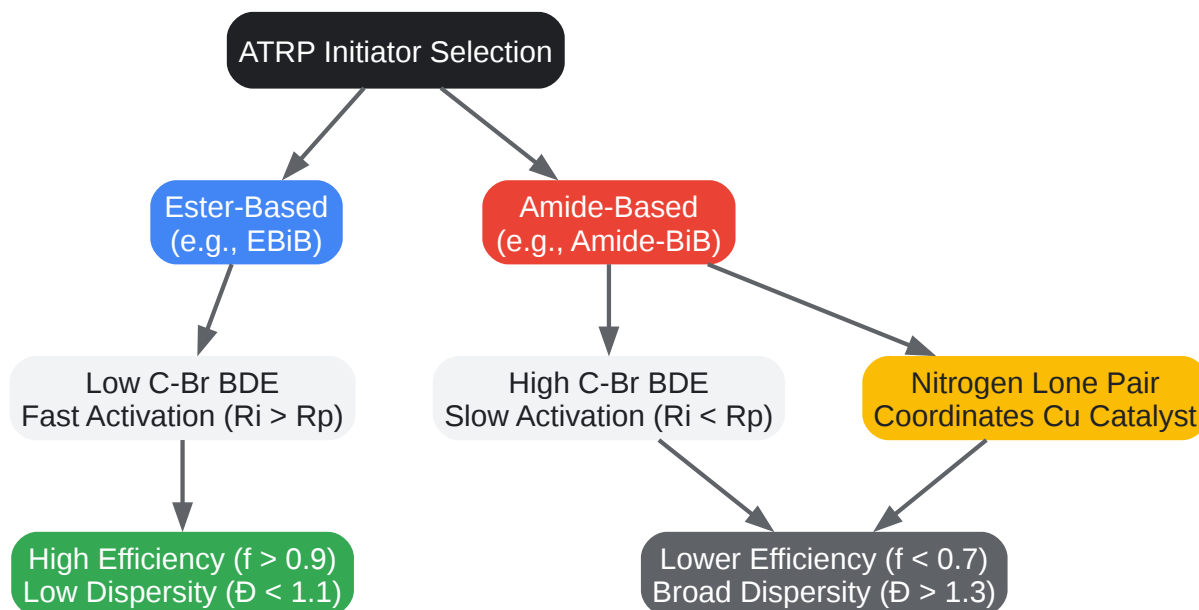 ATRP Initiator Selection
Ester-Based
(e.g., EBiB)
Amide-Based
(e.g., Amide-BiB)
Low C-Br BDE
Fast Activation (Ri > Rp)
High C-Br BDE
Slow Activation (Ri < Rp)
Nitrogen Lone Pair
Coordinates Cu Catalyst
High Efficiency (f > 0.9)
Low Dispersity (Đ < 1.1)
Lower Efficiency (f < 0.7)
Broad Dispersity (Đ > 1.3)